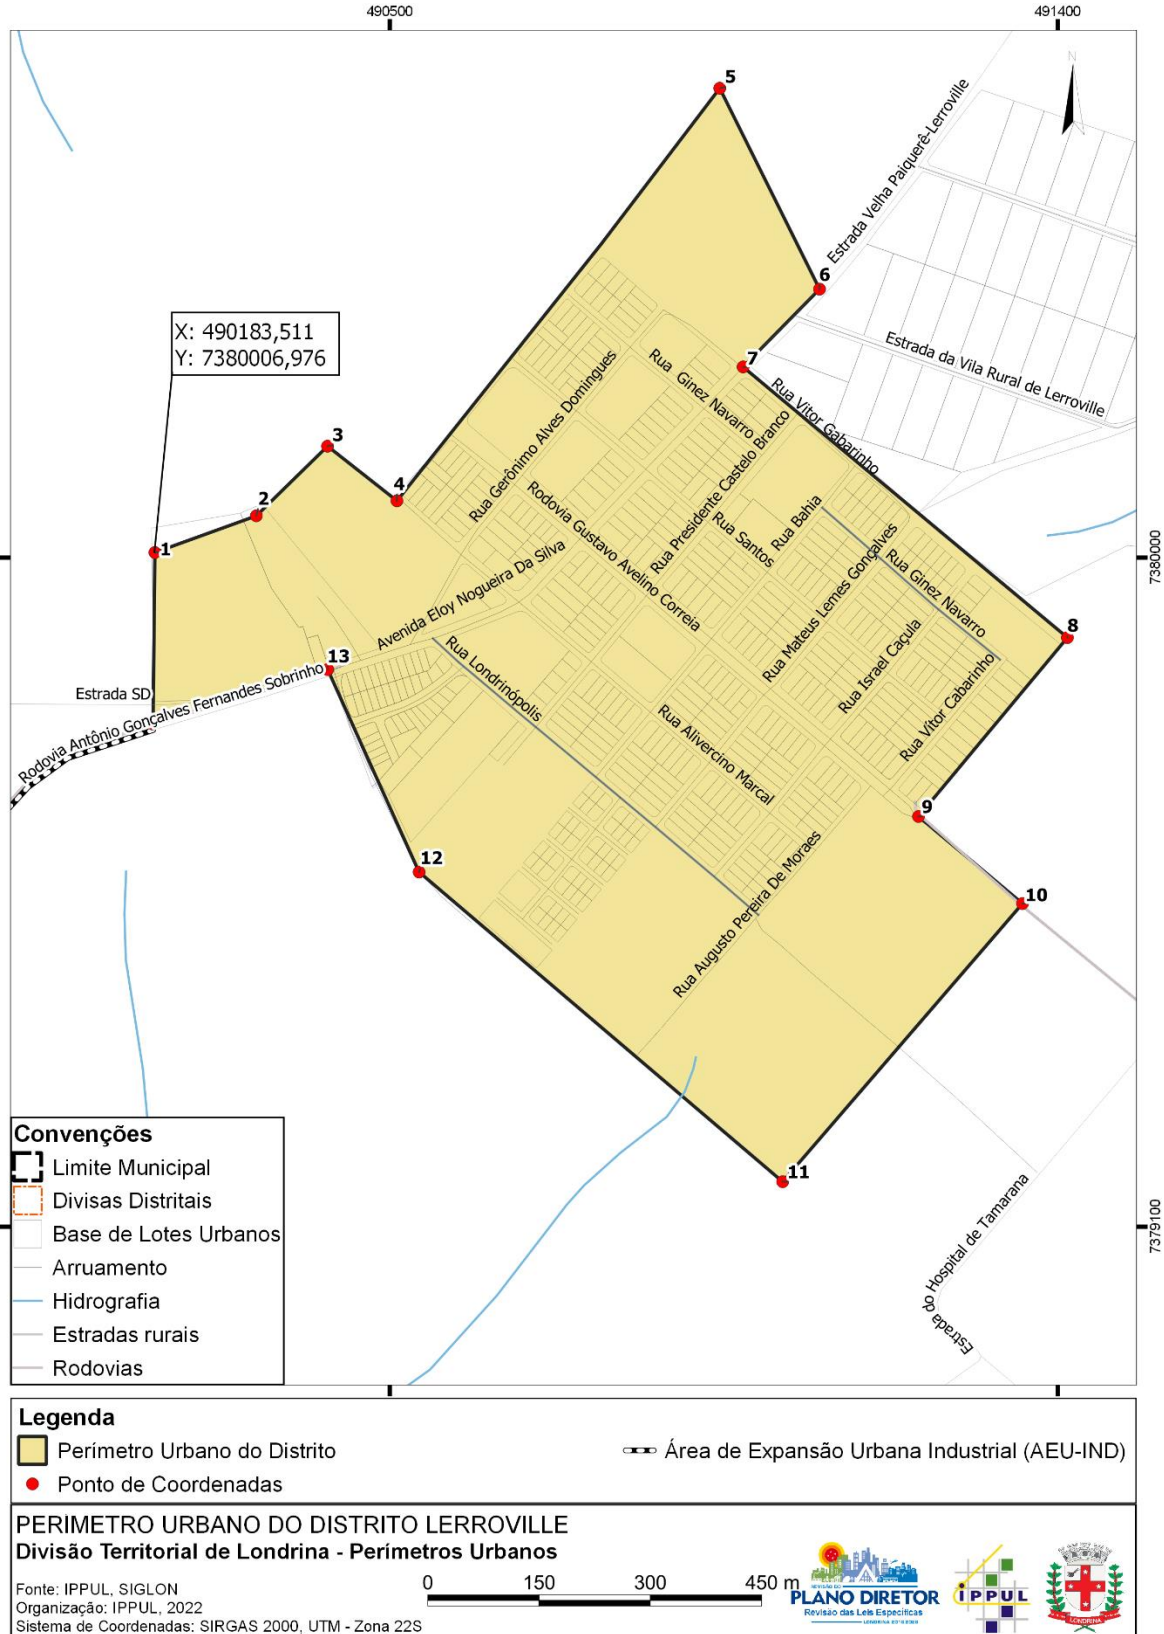 490500
491400
N
5
Estrada Velha Paiquerê-Lerroville
6
X: 490183,511
Y: 7380006,976
Estrada da Vila Rural de Lerroville
7
Rua Ginez Navarro
Rua Vitor Gabarinho
Rua Gerônimo Alves Domingues
Rua Presidente Castelo Branco
3
4
2
Rodovia Gustavo Avelino Correia
Rua Bahia
Rua Santos
1
7380000
Rua Mateus Lemes Gonçalves
Rua Ginez Navarro
Avenida Eloy Nogueira Da Silva
8
Rua Londrinópolis
Rua Israel Caçula
Rua Vítor Cabarinho
13
Estrada SD
Rodovia Antônio Gonçalves Fernandes Sobrinho
Rua Alivercino Marcal
9
12
Rua Augusto Pereira De Moraes
10
11
7379100
Estrada do Hospital de Tamarana
Convenções
Limite Municipal
Divisas Distritais
Base de Lotes Urbanos
Arruamento
Hidrografia
Estradas rurais
Rodovias
Legenda
Perímetro Urbano do Distrito
Área de Expansão Urbana Industrial (AEU-IND)
Ponto de Coordenadas
PERIMETRO URBANO DO DISTRITO LERROVILLE
Divisão Territorial de Londrina - Perímetros Urbanos
Fonte: IPPUL, SIGLON
Organização: IPPUL, 2022
Sistema de Coordenadas: SIRGAS 2000, UTM - Zona 22S
0 150 300 450 m
REVISÃO DO
PLANO DIRETOR
Revisão das Leis Específicas
IPPUL
LONDRINA